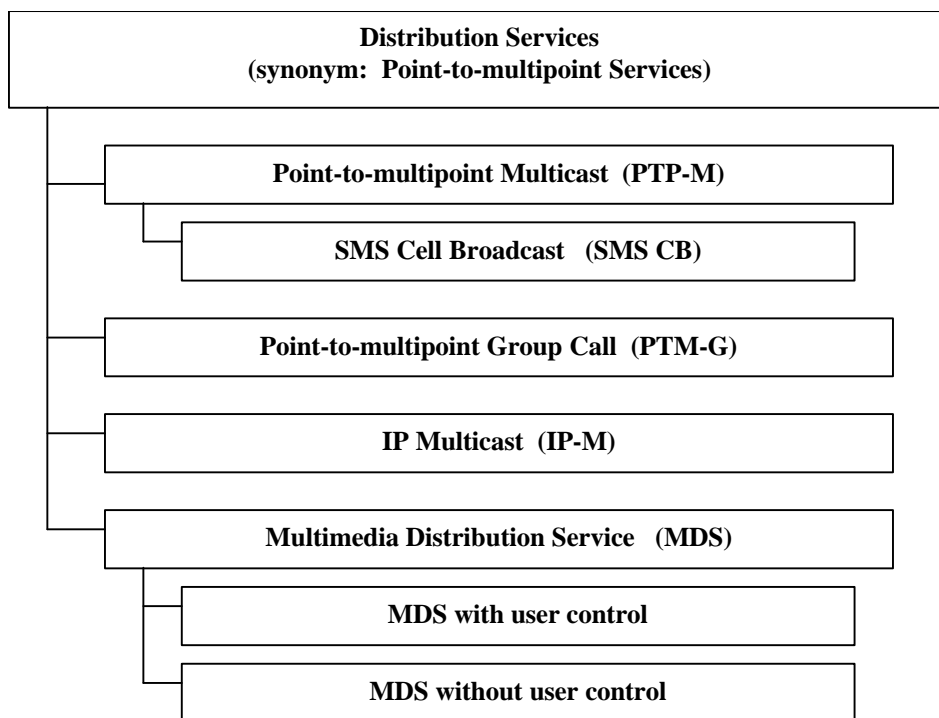 Distribution Services
(synonym: Point-to-multipoint Services)
Point-to-multipoint Multicast (PTP-M)
SMS Cell Broadcast (SMS CB)
Point-to-multipoint Group Call (PTM-G)
IP Multicast (IP-M)
Multimedia Distribution Service (MDS)
MDS with user control
MDS without user control